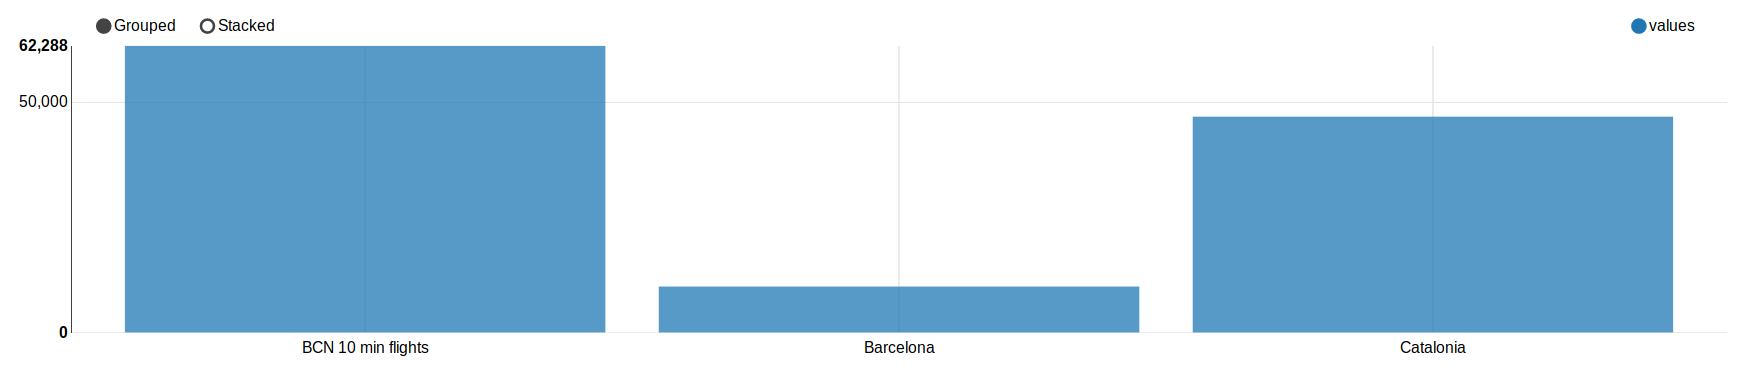 Grouped Stacked values
62,288
50,000
0
BCN 10 min flights Barcelona Catalonia